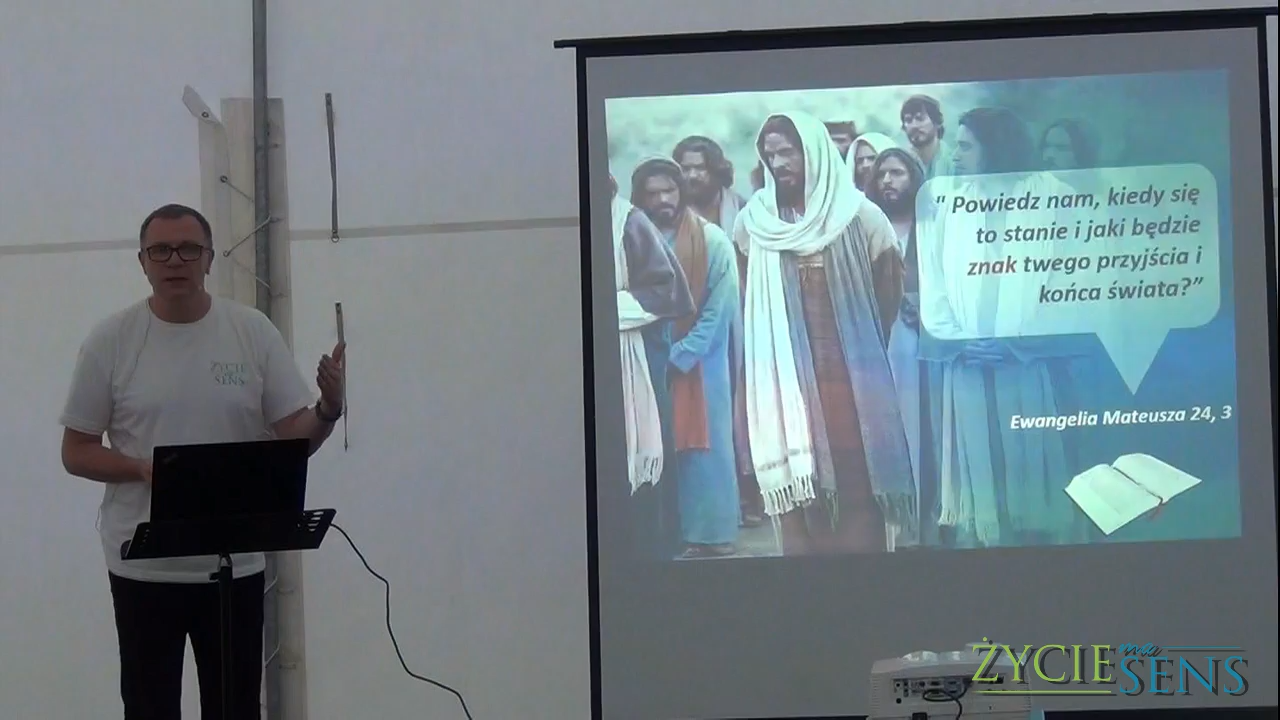 ŻYCIE
SENS
" Powiedz nam, kiedy się
to stanie i jaki będzie
znak twego przyjścia i
końca świata?”
Ewangelia Mateusza 24, 3
ŻYCIE ma SENS